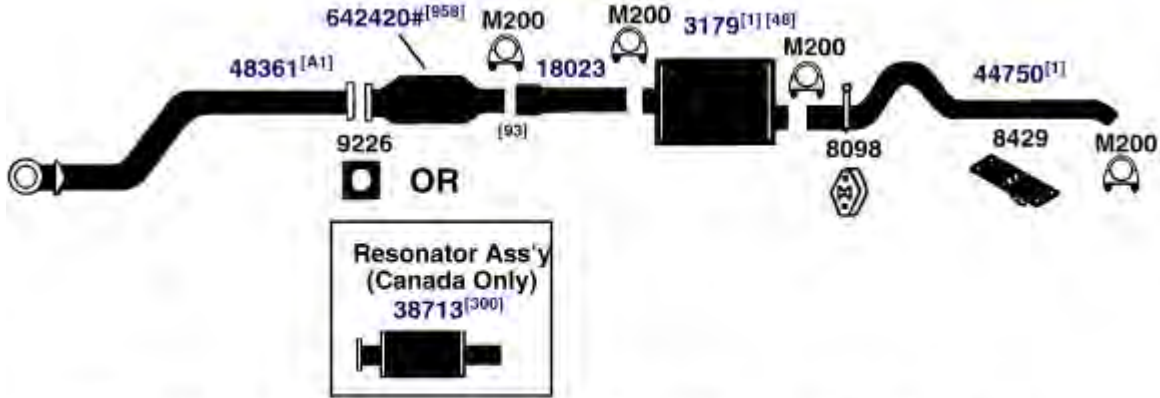 642420#[958]
M200
M200
3179[1] [48]
M200
48361[A1]
18023
44750[1]
[93]
9226
8098
8429
M200
OR
Resonator Ass'y
(Canada Only)
38713[300]